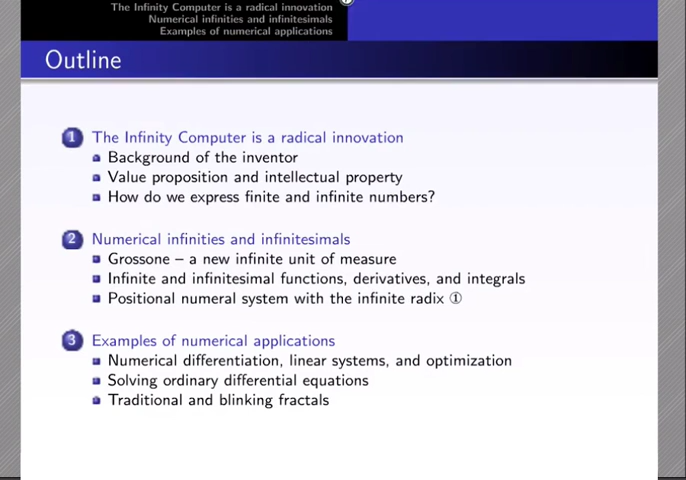 The Infinity Computer is a radical innovation
Numerical infinities and infinitesimals
Examples of numerical applications
Outline
1 The Infinity Computer is a radical innovation
Background of the inventor
Value proposition and intellectual property
How do we express finite and infinite numbers?
2 Numerical infinities and infinitesimals
Grossone – a new infinite unit of measure
Infinite and infinitesimal functions, derivatives, and integrals
Positional numeral system with the infinite radix ①
3 Examples of numerical applications
Numerical differentiation, linear systems, and optimization
Solving ordinary differential equations
Traditional and blinking fractals